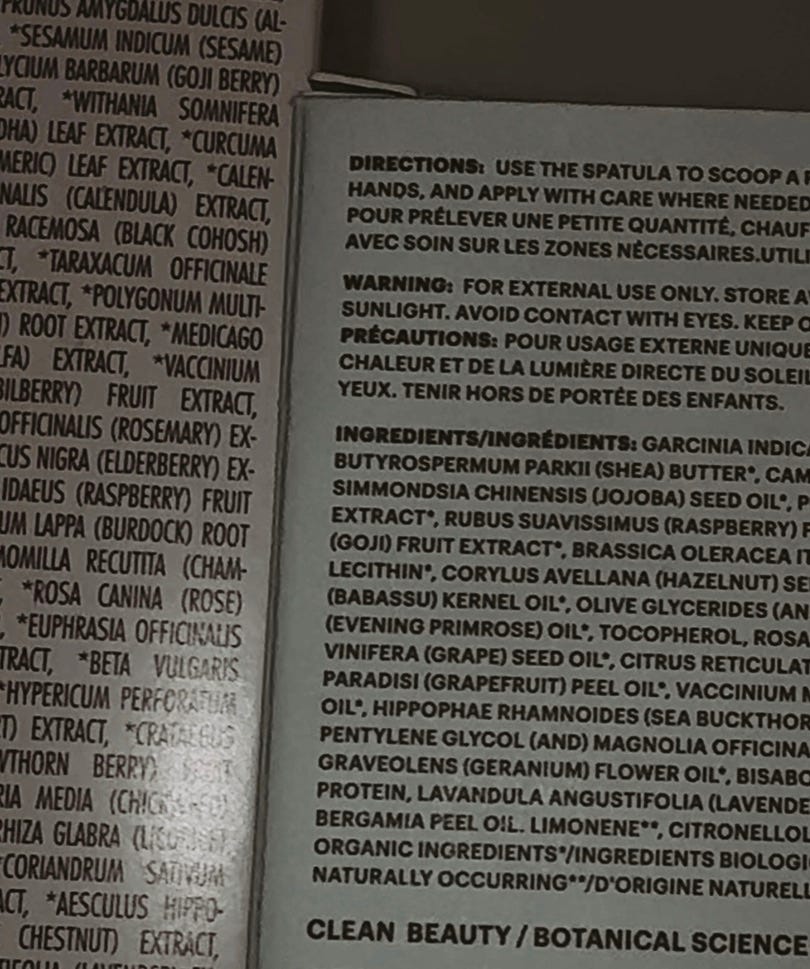 PRUNUS AMYGDALUS DULCIS (AL-
*SESAMUM INDICUM (SESAME)
LYCIUM BARBARUM (GOJI BERRY)
RACT, *WITHANIA SOMNIFERA
DHA) LEAF EXTRACT, *CURCUMA
MERIC) LEAF EXTRACT, *CALEN-
NALIS (CALENDULA) EXTRACT,
RACEMOSA (BLACK COHOSH)
CT, *TARAXACUM OFFICINALE
EXTRACT, *POLYGONUM MULTI-
I) ROOT EXTRACT, *MEDICAGO
LFA) EXTRACT, *VACCINIUM
BILBERRY) FRUIT EXTRACT,
OFFICINALIS (ROSEMARY) EX-
CUS NIGRA (ELDERBERRY) EX-
IDAEUS (RASPBERRY) FRUIT
UM LAPPA (BURDOCK) ROOT
MOMILLA RECUTITA (CHAM-
*ROSA CANINA (ROSE)
*EUPHRASIA OFFICINALIS
TRACT, *BETA VULGARIS
*HYPERICUM PERFORATUM
RT) EXTRACT, *CRATAEGUS
WTHORN BERRY)
RIA MEDIA (CHICKWEED)
RHIZA GLABRA (LICORICE)
*CORIANDRUM SATIVUM
ACT, *AESCULUS HIPPO-
CHESTNUT) EXTRACT,
DIRECTIONS: USE THE SPATULA TO SCOOP A
HANDS, AND APPLY WITH CARE WHERE NEEDED
POUR PRÉLEVER UNE PETITE QUANTITÉ, CHAUF
AVEC SOIN SUR LES ZONES NÉCESSAIRES.UTILI
WARNING: FOR EXTERNAL USE ONLY. STORE A
SUNLIGHT. AVOID CONTACT WITH EYES. KEEP O
PRÉCAUTIONS: POUR USAGE EXTERNE UNIQUE
CHALEUR ET DE LA LUMIÈRE DIRECTE DU SOLEIL
YEUX. TENIR HORS DE PORTÉE DES ENFANTS.
INGREDIENTS/INGRÉDIENTS: GARCINIA INDICA
BUTYROSPERMUM PARKII (SHEA) BUTTER*, CAM
SIMMONDSIA CHINENSIS (JOJOBA) SEED OIL*, P
EXTRACT*, RUBUS SUAVISSIMUS (RASPBERRY) F
(GOJI) FRUIT EXTRACT*, BRASSICA OLERACEA IT
LECITHIN*, CORYLUS AVELLANA (HAZELNUT) SE
(BABASSU) KERNEL OIL*, OLIVE GLYCERIDES (AN
(EVENING PRIMROSE) OIL*, TOCOPHEROL, ROSA
VINIFERA (GRAPE) SEED OIL*, CITRUS RETICULAT
PARADISI (GRAPEFRUIT) PEEL OIL*, VACCINIUM M
OIL*, HIPPOPHAE RHAMNOIDES (SEA BUCKTHOR
PENTYLENE GLYCOL (AND) MAGNOLIA OFFICINA
GRAVEOLENS (GERANIUM) FLOWER OIL*, BISABO
PROTEIN, LAVANDULA ANGUSTIFOLIA (LAVENDE
BERGAMIA PEEL OIL. LIMONENE**, CITRONELLOL
ORGANIC INGREDIENTS*/INGREDIENTS BIOLOGI
NATURALLY OCCURRING**/D'ORIGINE NATURELL
CLEAN BEAUTY / BOTANICAL SCIENCE